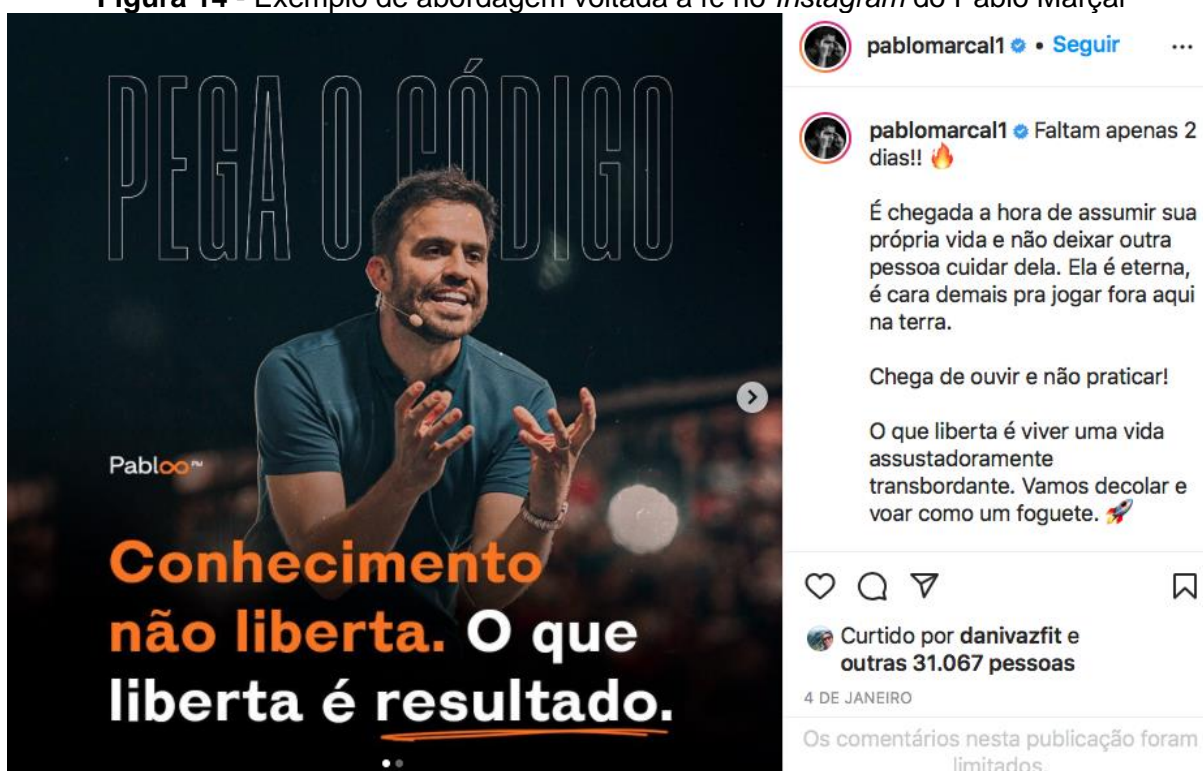 Figura 14 - Exemplo de abordagem voltada a fé no Instagram do Pablo Marçal
PEGA O CÓDIGO
Pabloo PM
Conhecimento
não liberta. O que
liberta é resultado.
pablomarcal1 • Seguir ...
pablomarcal1 Faltam apenas 2
dias!! 🔥
É chegada a hora de assumir sua
própria vida e não deixar outra
pessoa cuidar dela. Ela é eterna,
é cara demais pra jogar fora aqui
na terra.
Chega de ouvir e não praticar!
O que liberta é viver uma vida
assustadoramente
transbordante. Vamos decolar e
voar como um foguete. 🚀
Curtido por danivazfit e
outras 31.067 pessoas
4 DE JANEIRO
Os comentários nesta publicação foram
limitados.